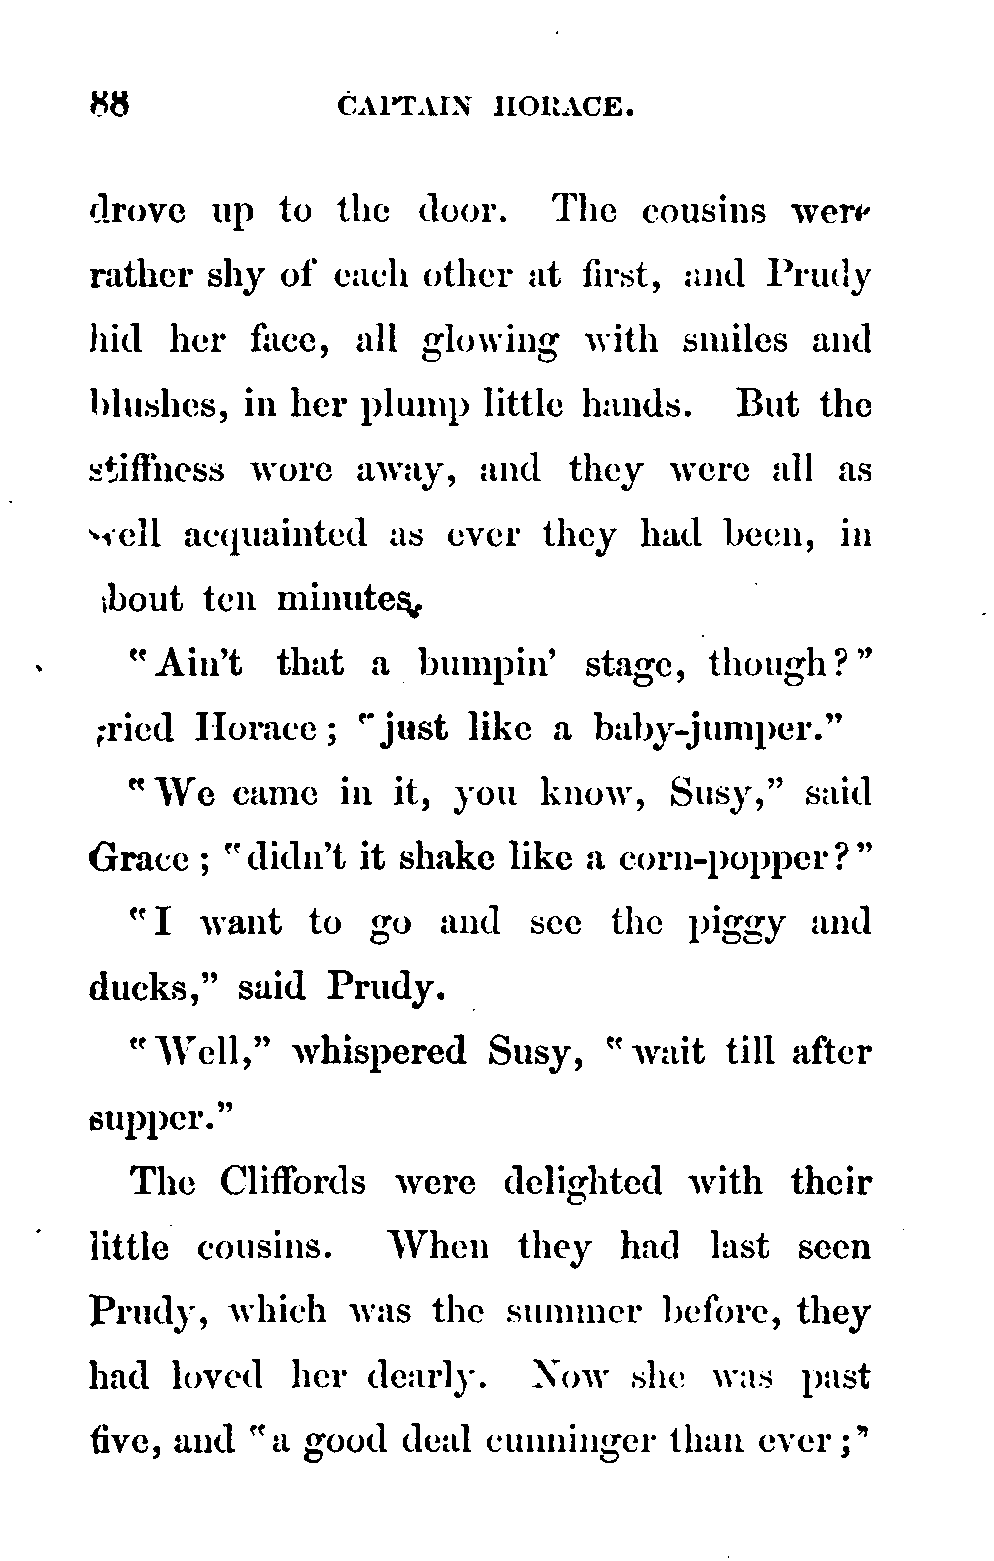 88 CAPTAIN HORACE.
drove up to the door. The cousins were
rather shy of each other at first, and Prudy
hid her face, all glowing with smiles and
blushes, in her plump little hands. But the
stiffness wore away, and they were all as
well acquainted as ever they had been, in
about ten minutes.
"Ain't that a bumpin' stage, though?"
cried Horace; "just like a baby-jumper."
"We came in it, you know, Susy," said
Grace; "didn't it shake like a corn-popper?"
"I want to go and see the piggy and
ducks," said Prudy.
"Well," whispered Susy, "wait till after
supper."
The Cliffords were delighted with their
little cousins. When they had last seen
Prudy, which was the summer before, they
had loved her dearly. Now she was past
five, and "a good deal cunninger than ever;"